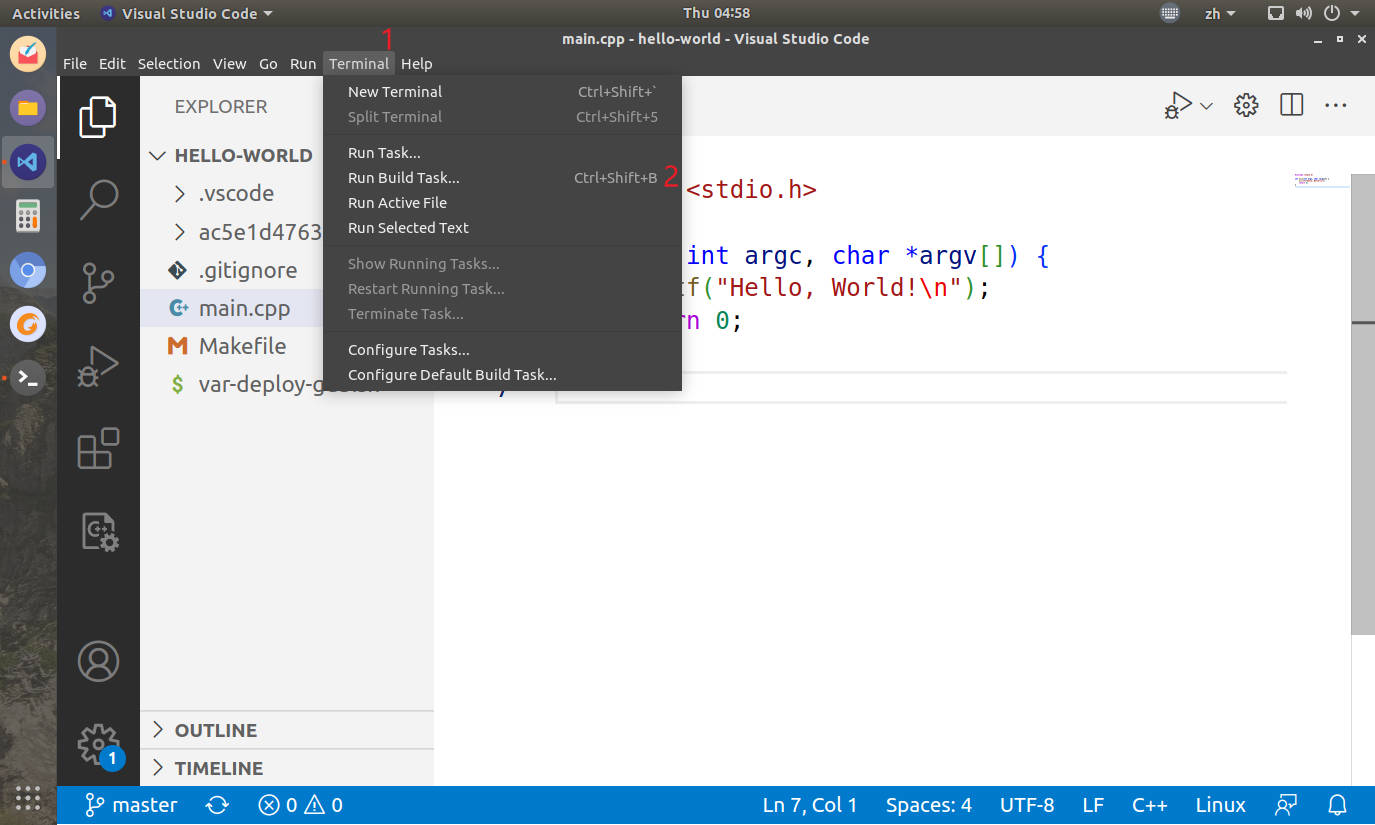 Activities Visual Studio Code Thu 04:58 zh
main.cpp - hello-world - Visual Studio Code
1
File Edit Selection View Go Run Terminal Help
New Terminal Ctrl+Shift+`
Split Terminal Ctrl+Shift+5
Run Task...
Run Build Task... Ctrl+Shift+B 2
Run Active File
Run Selected Text
Show Running Tasks...
Restart Running Task...
Terminate Task...
Configure Tasks...
Configure Default Build Task...
EXPLORER
HELLO-WORLD
.vscode
ac5e1d4763
.gitignore
main.cpp
Makefile
var-deploy-
OUTLINE
TIMELINE
<stdio.h>
int argc, char *argv[]) {
tf("Hello, World!\n");
rn 0;
}
1
master 0 0 Ln 7, Col 1 Spaces: 4 UTF-8 LF C++ Linux